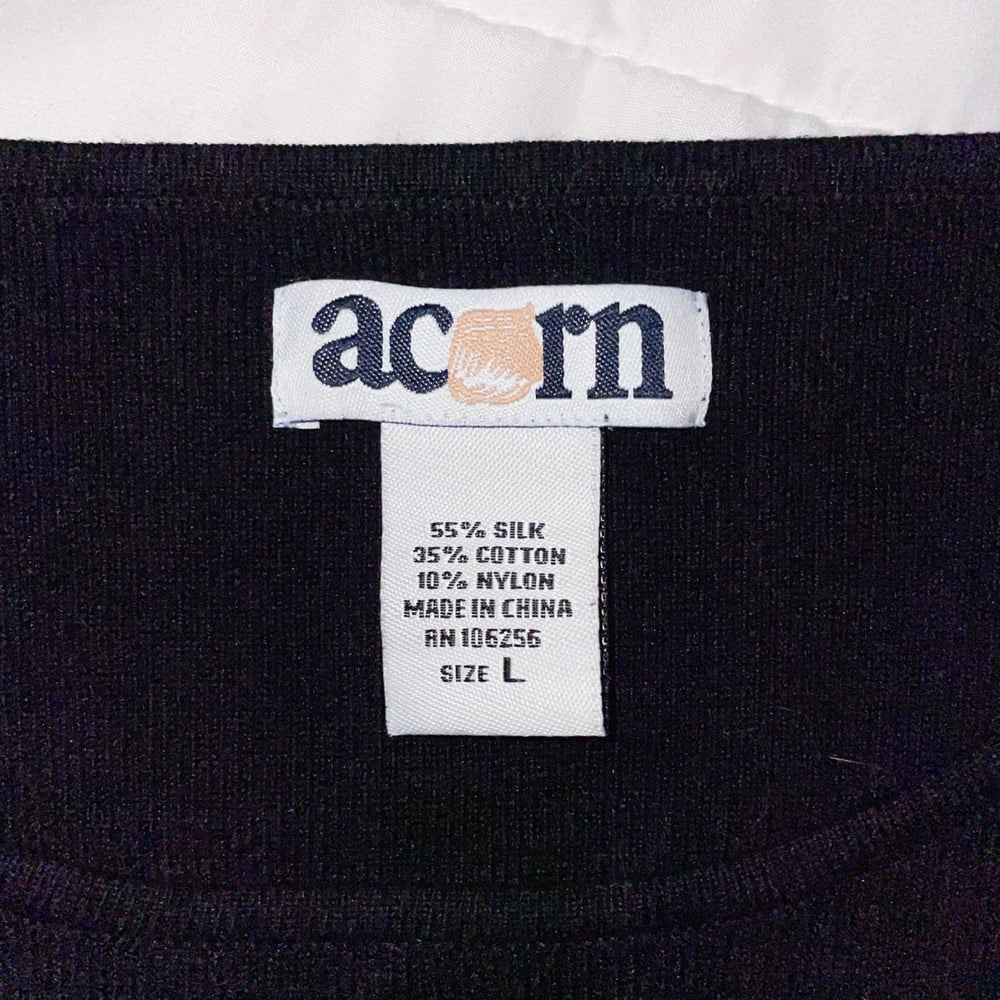 acorn
55% SILK
35% COTTON
10% NYLON
MADE IN CHINA
RN 106256
SIZE L